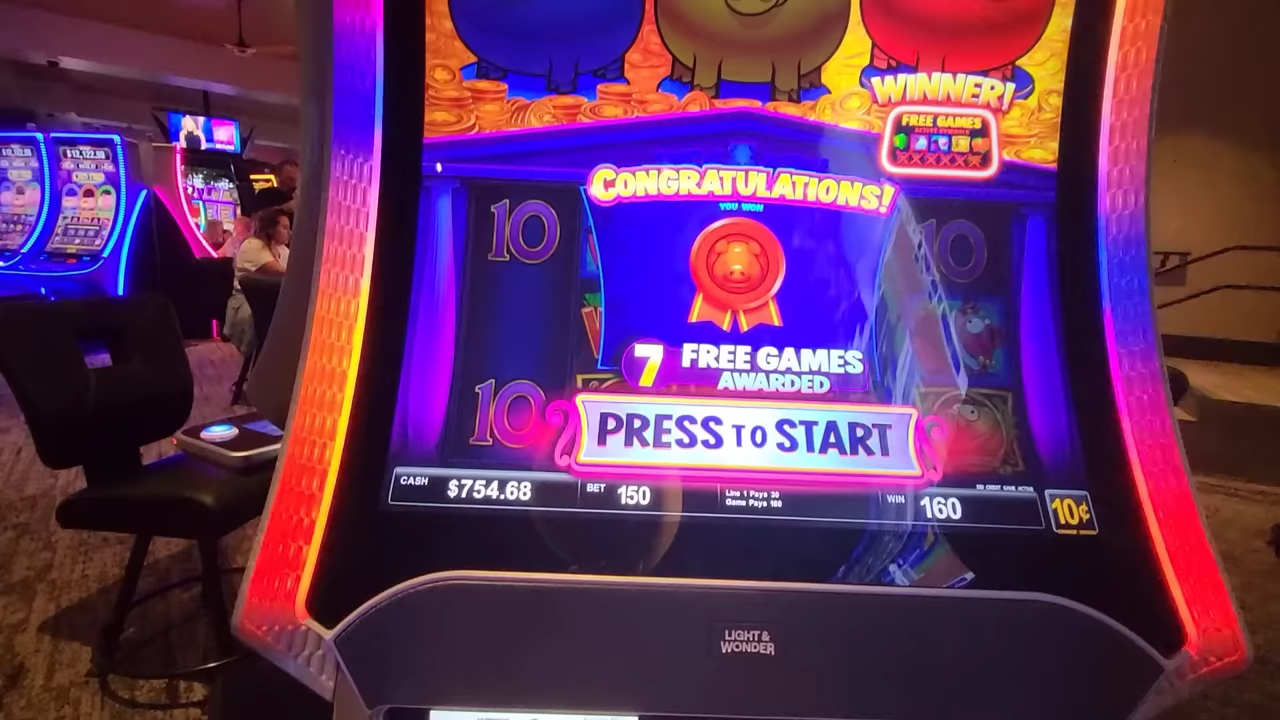 WINNER!
FREE GAMES
CONGRATULATIONS!
YOU WON
10
10
7 FREE GAMES
AWARDED
10
PRESS TO START
CASH $754.68
BET 150
Line 1 Pays 30
Game Pays 160
WIN 160
10¢
LIGHT &
WONDER